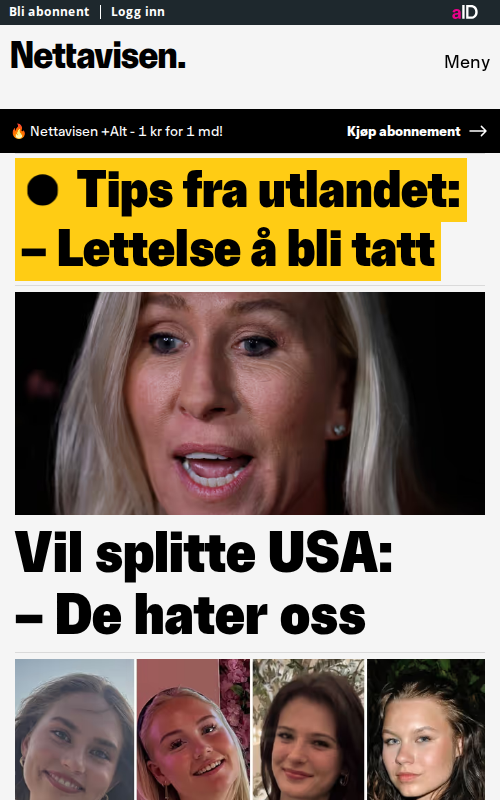 Bli abonnent | Logg inn
aID
Nettavisen.
Meny
🔥 Nettavisen +Alt - 1 kr for 1 md!
Kjøp abonnement →
● Tips fra utlandet:
– Lettelse å bli tatt
Vil splitte USA:
– De hater oss